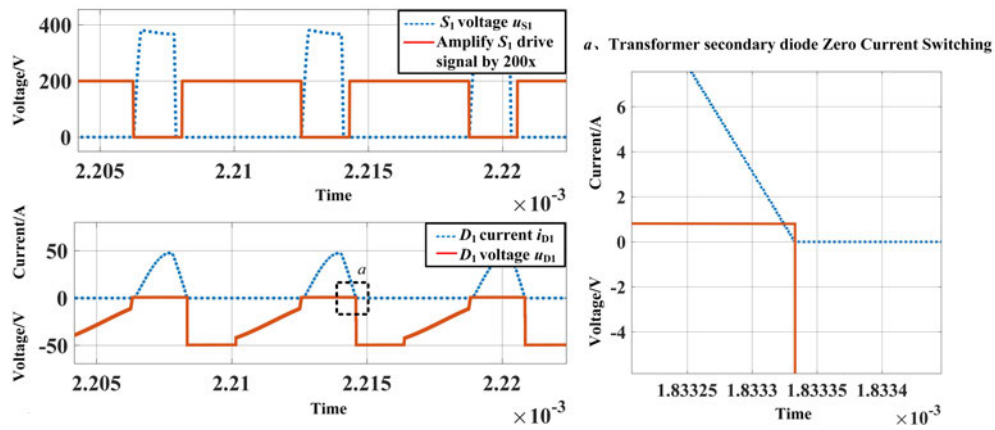 400
200
0
Voltage/V
S1 voltage uS1
Amplify S1 drive
signal by 200x
2.205
2.21
2.215
2.22
Time
×10⁻³
50
0
-50
Current/A
Voltage/V
D1 current iD1
D1 voltage uD1
a
2.205
2.21
2.215
2.22
Time
×10⁻³
a、Transformer secondary diode Zero Current Switching
6
4
2
0
-2
-4
Current/A
Voltage/V
1.83325
1.8333
1.83335
1.8334
Time
×10⁻³